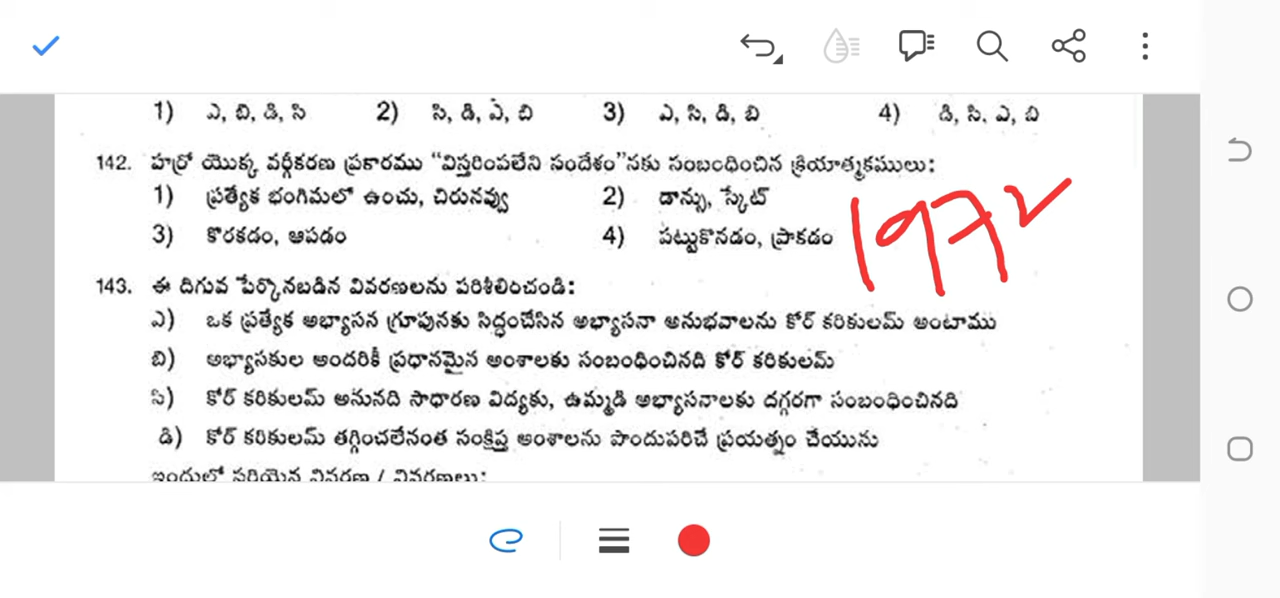 1) ఎ, బి, డి, సి 2) సి, డి, ఎ, బి 3) ఎ, సి, డి, బి 4) డి, సి, ఎ, బి
142. హర్రో యొక్క వర్గీకరణ ప్రకారము “విస్తరింపలేని సందేశం”నకు సంబంధించిన క్రియాత్మకములు:
1) ప్రత్యేక భంగిమలో ఉంచు, చిరునవ్వు 2) డాన్సు, స్కేట్
3) కొరకడం, ఆపడం 4) పట్టుకొనడం, ప్రాకడం
1972
143. ఈ దిగువ పేర్కొనబడిన వివరణలను పరిశీలించండి:
ఎ) ఒక ప్రత్యేక అభ్యాసన గ్రూపునకు సిద్ధంచేసిన అభ్యాసనా అనుభవాలను కోర్ కరికులమ్ అంటాము
బి) అభ్యాసకుల అందరికీ ప్రధానమైన అంశాలకు సంబంధించినది కోర్ కరికులమ్
సి) కోర్ కరికులమ్ అనునది సాధారణ విద్యకు, ఉమ్మడి అభ్యాసనాలకు దగ్గరగా సంబంధించినది
డి) కోర్ కరికులమ్ తగ్గించలేనంత సంక్షిప్త అంశాలను పొందుపరిచే ప్రయత్నం చేయును
ఇందులో సరియైన వివరణ / వివరణలు: